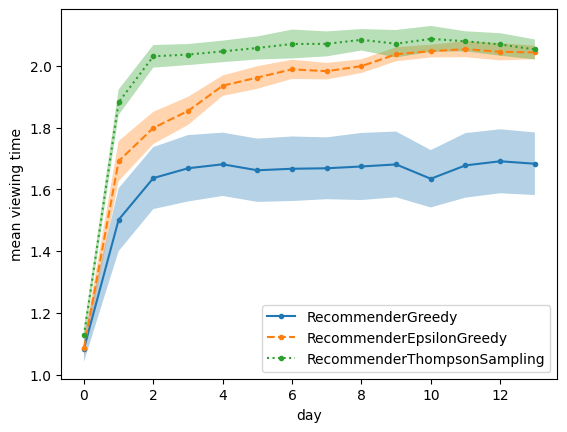 2.0
1.8
1.6
1.4
1.2
1.0
mean viewing time
0 2 4 6 8 10 12
day
RecommenderGreedy
RecommenderEpsilonGreedy
RecommenderThompsonSampling